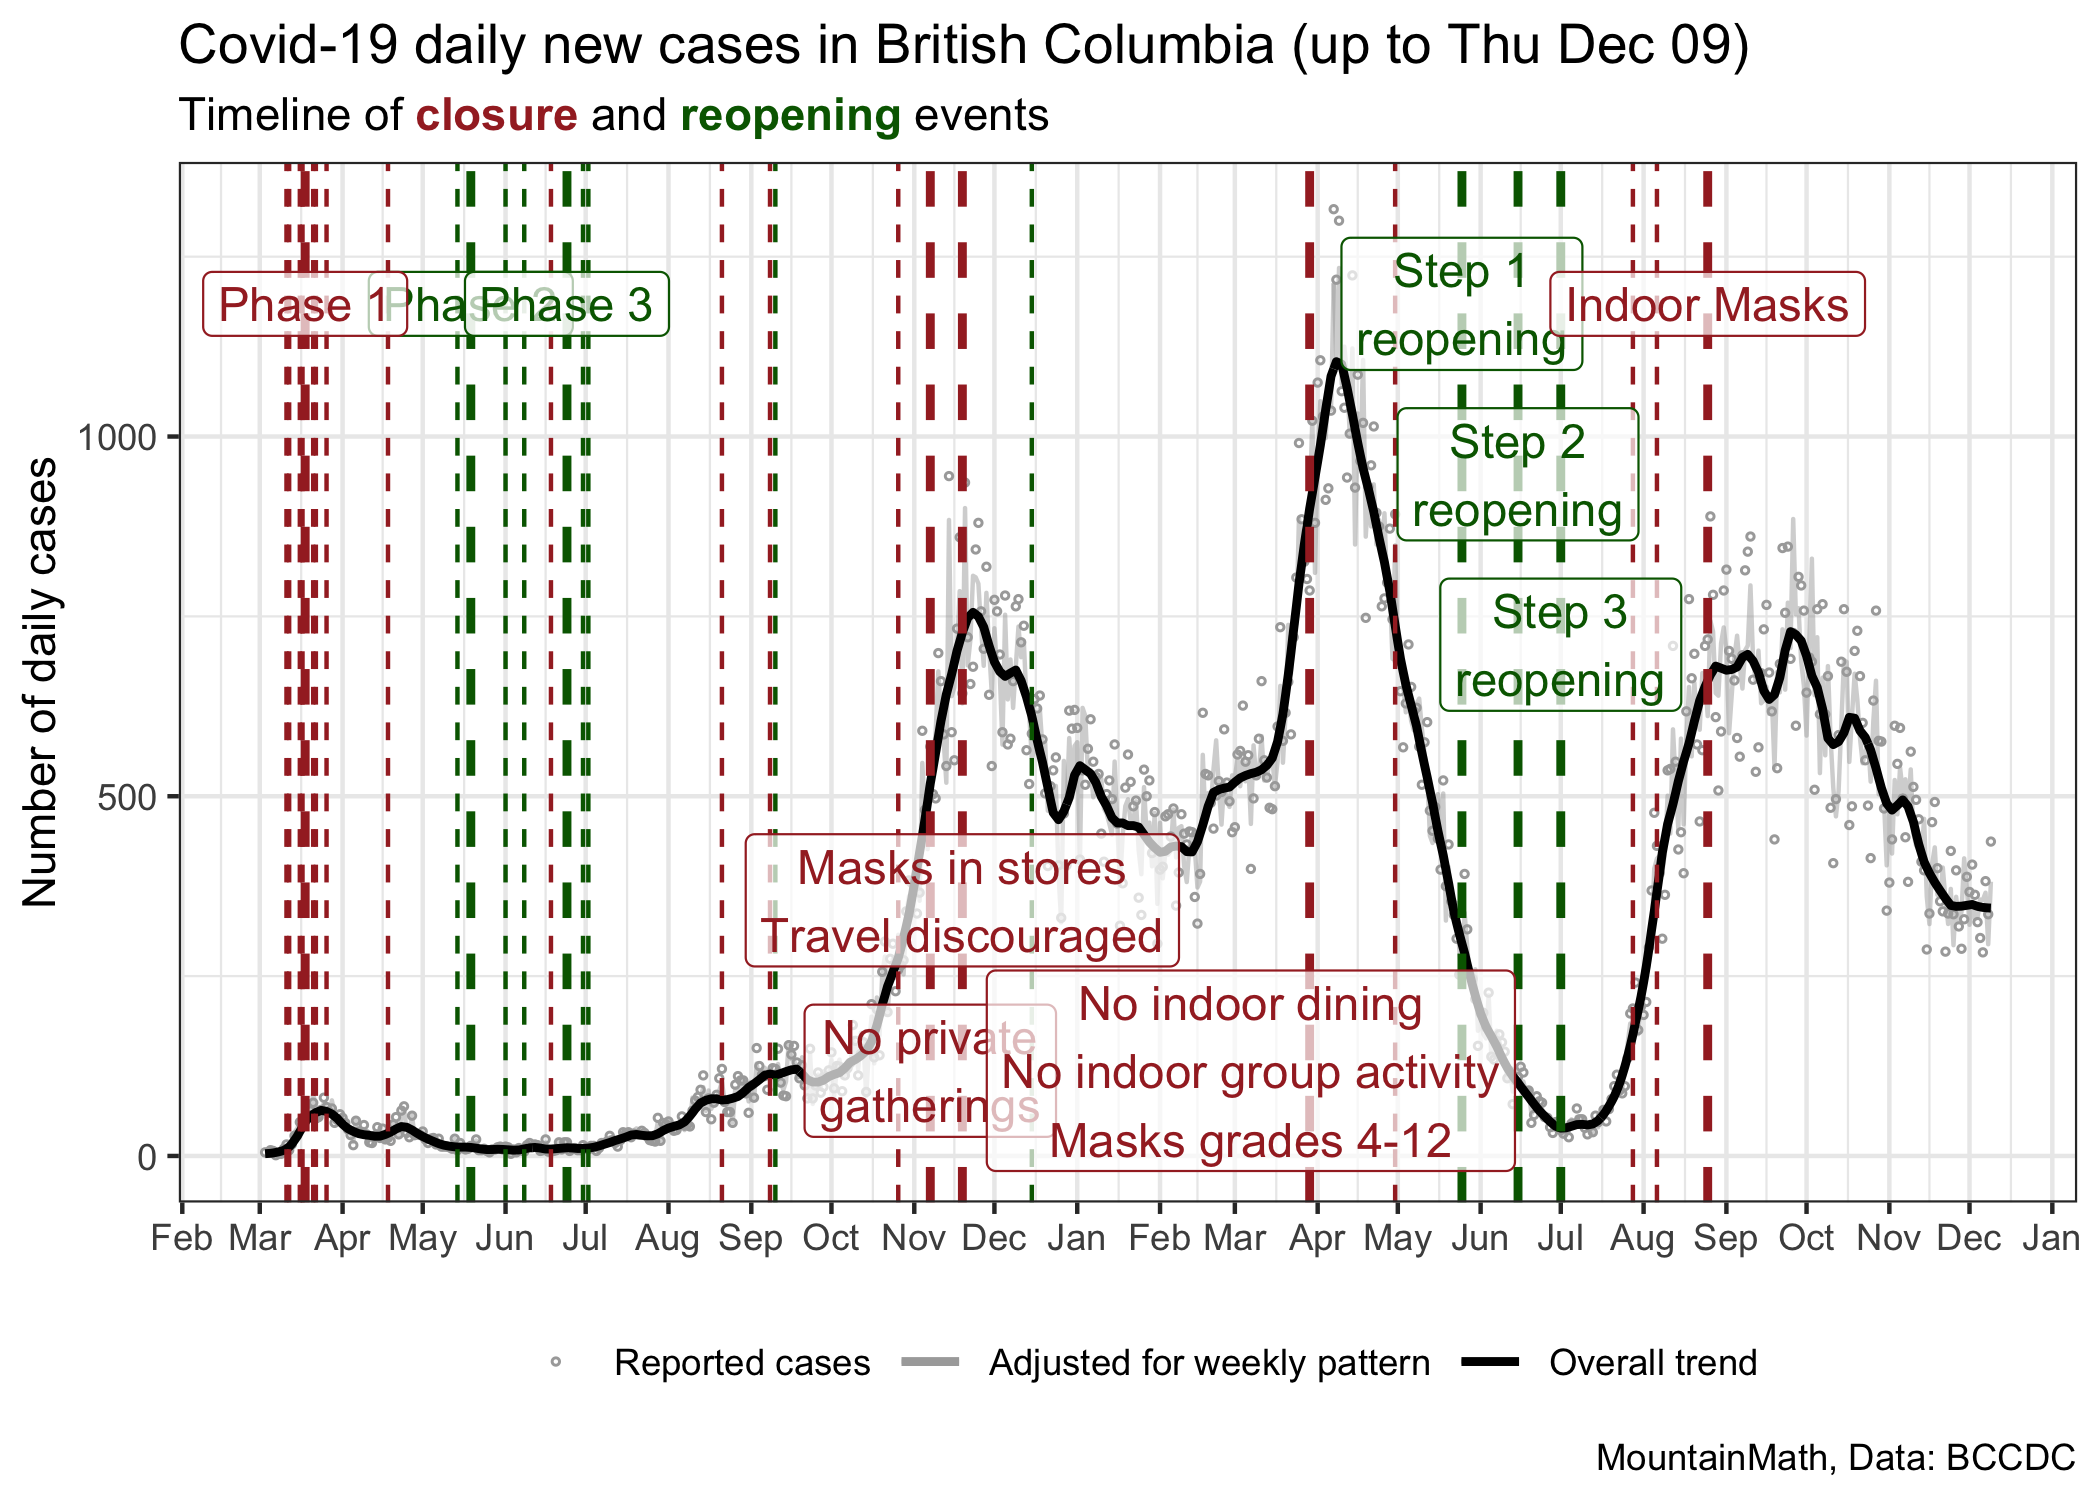 Covid-19 daily new cases in British Columbia (up to Thu Dec 09)
Timeline of closure and reopening events
Number of daily cases
1000
500
0
Phase 1
Phase 2
Phase 3
Step 1
reopening
Indoor Masks
Step 2
reopening
Step 3
reopening
Masks in stores
Travel discouraged
No private
gatherings
No indoor dining
No indoor group activity
Masks grades 4-12
Feb Mar Apr May Jun Jul Aug Sep Oct Nov Dec Jan Feb Mar Apr May Jun Jul Aug Sep Oct Nov Dec Jan
Reported cases Adjusted for weekly pattern Overall trend
MountainMath, Data: BCCDC